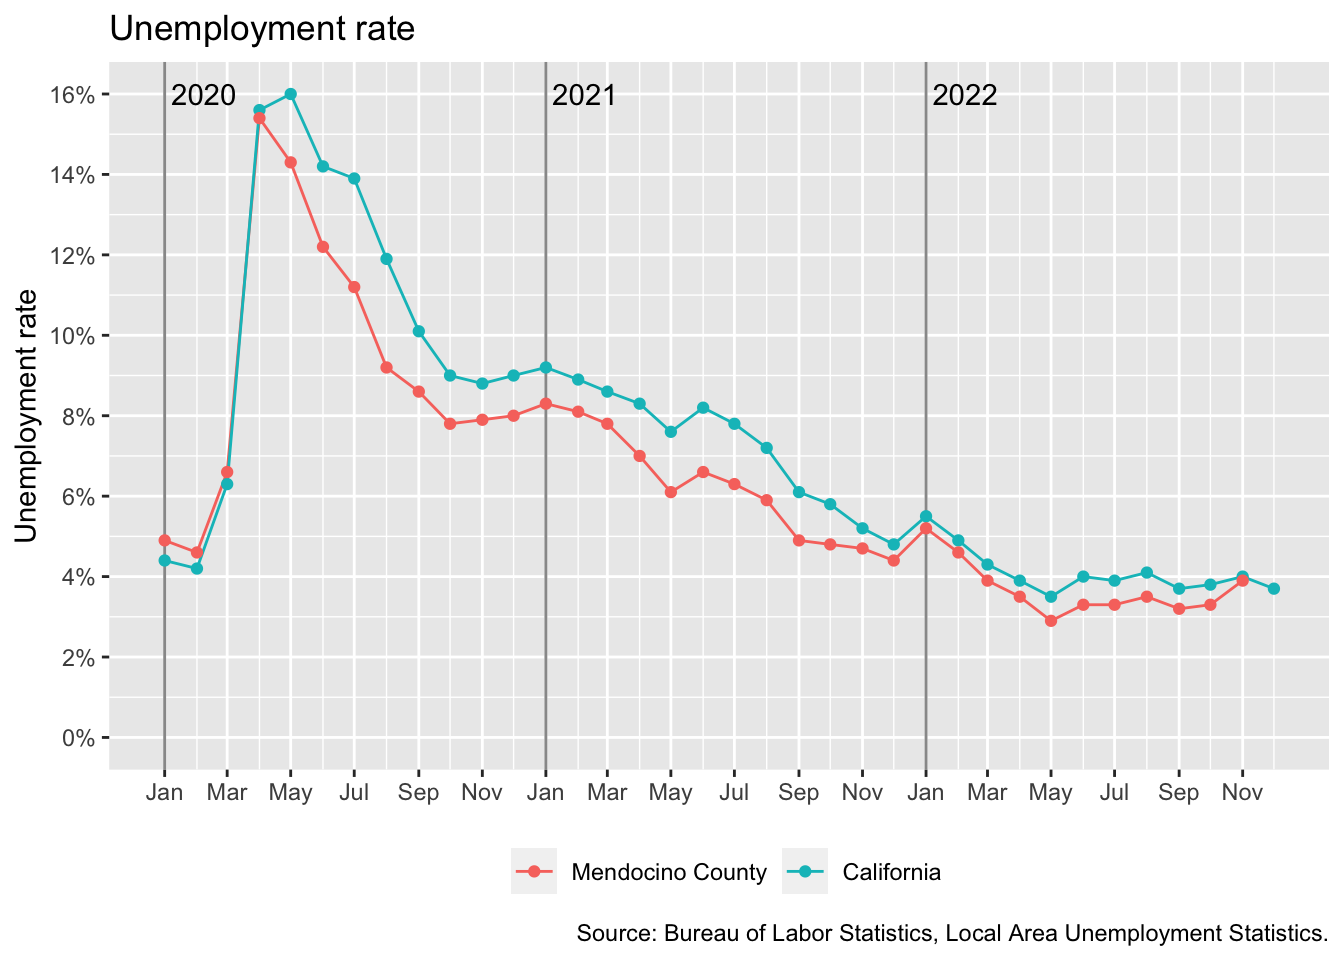 Unemployment rate
2020 2021 2022
16%
14%
12%
10%
8%
6%
4%
2%
0%
Unemployment rate
Jan Mar May Jul Sep Nov Jan Mar May Jul Sep Nov Jan Mar May Jul Sep Nov
Mendocino County California
Source: Bureau of Labor Statistics, Local Area Unemployment Statistics.